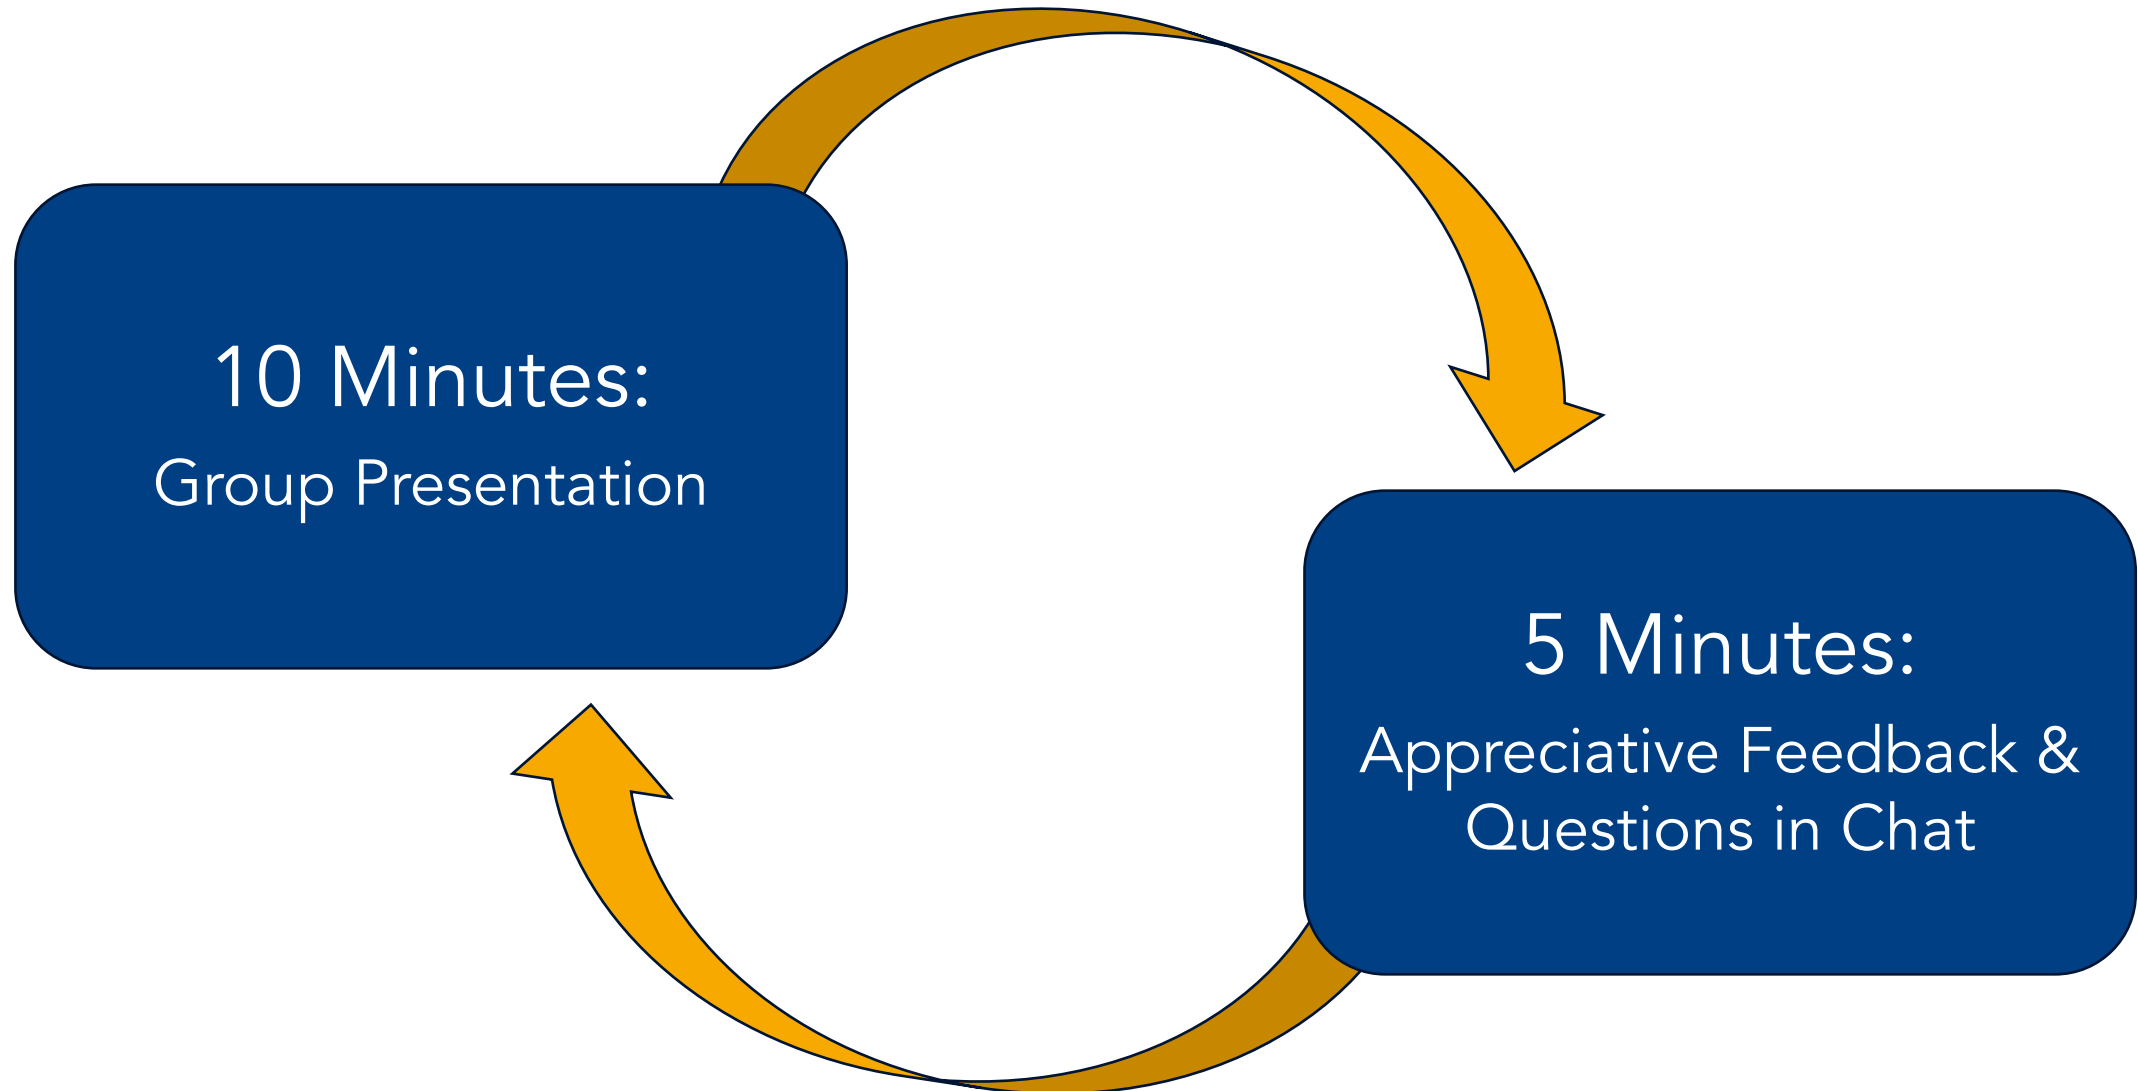 10 Minutes:
Group Presentation
5 Minutes:
Appreciative Feedback &
Questions in Chat